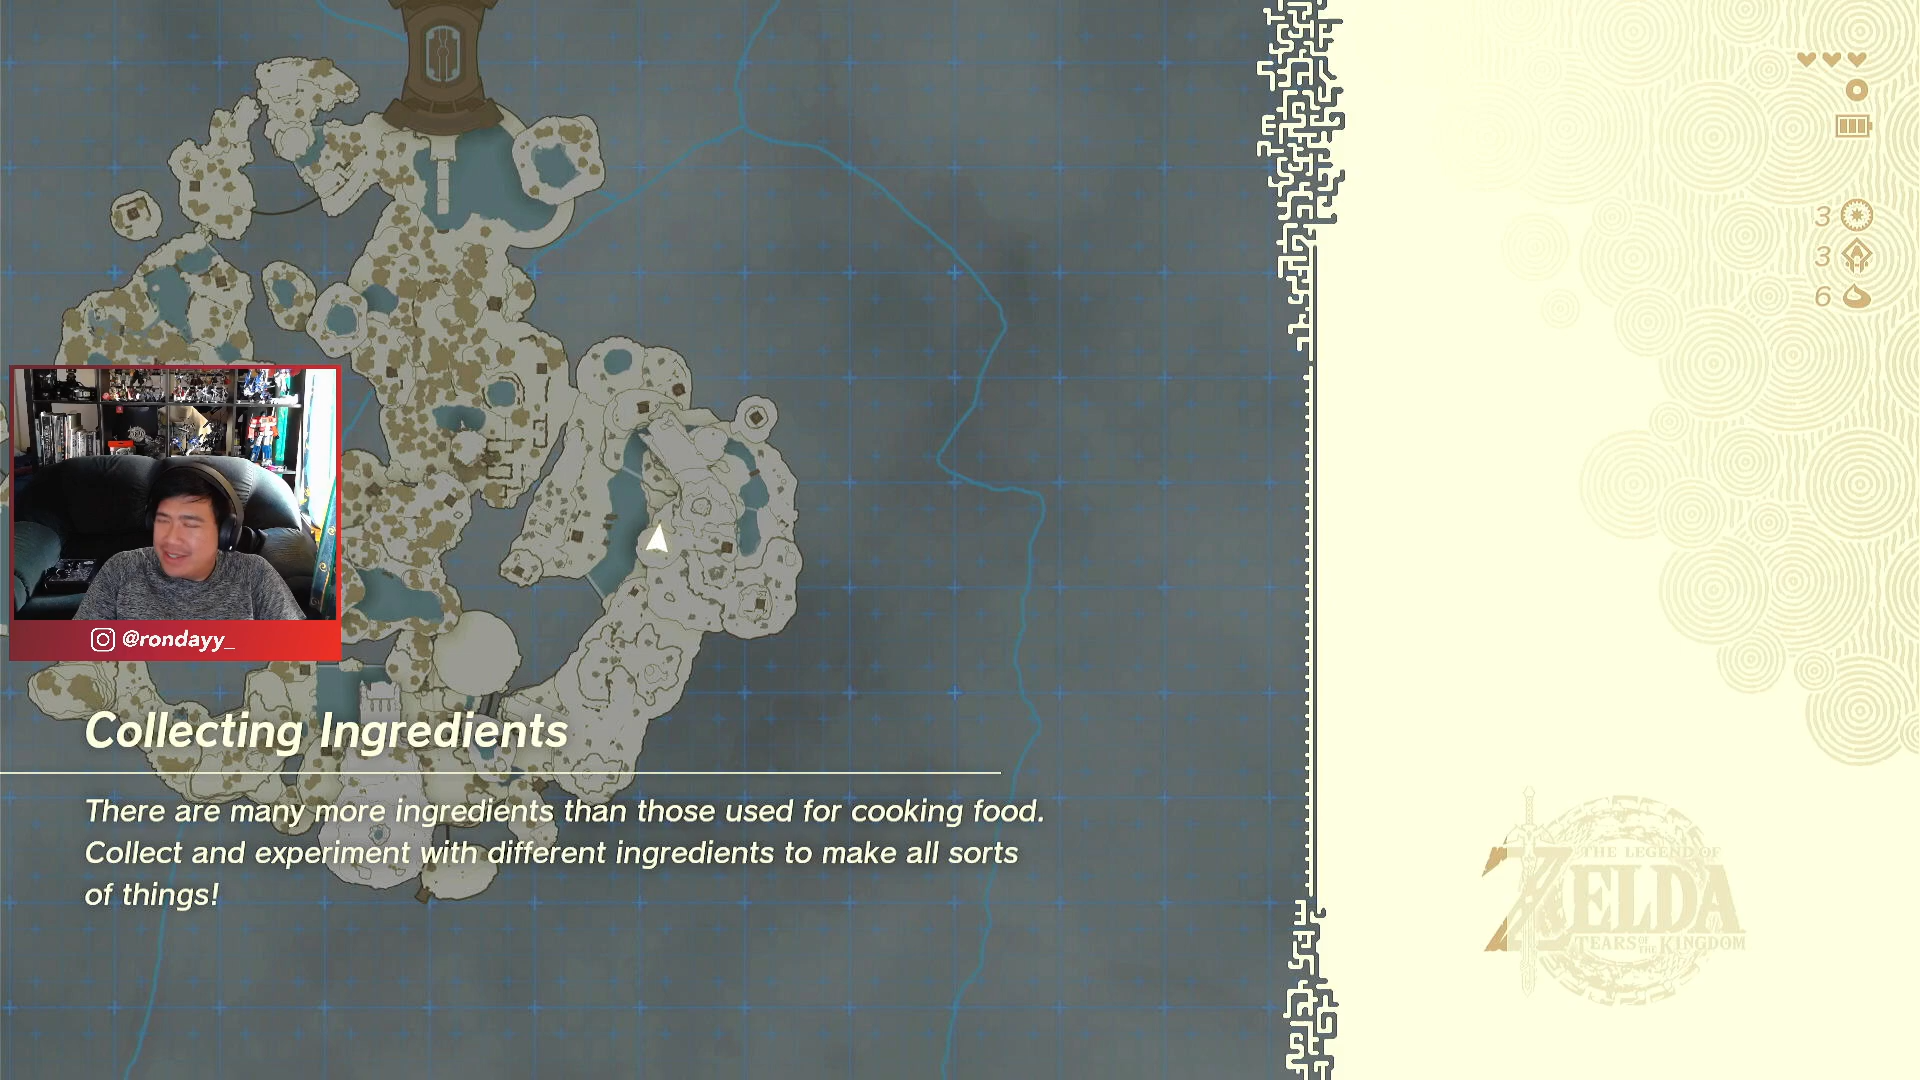 3
3
6
@rondayy_
Collecting Ingredients
There are many more ingredients than those used for cooking food.
Collect and experiment with different ingredients to make all sorts
of things!
THE LEGEND OF
ZELDA
TEARS OF THE KINGDOM